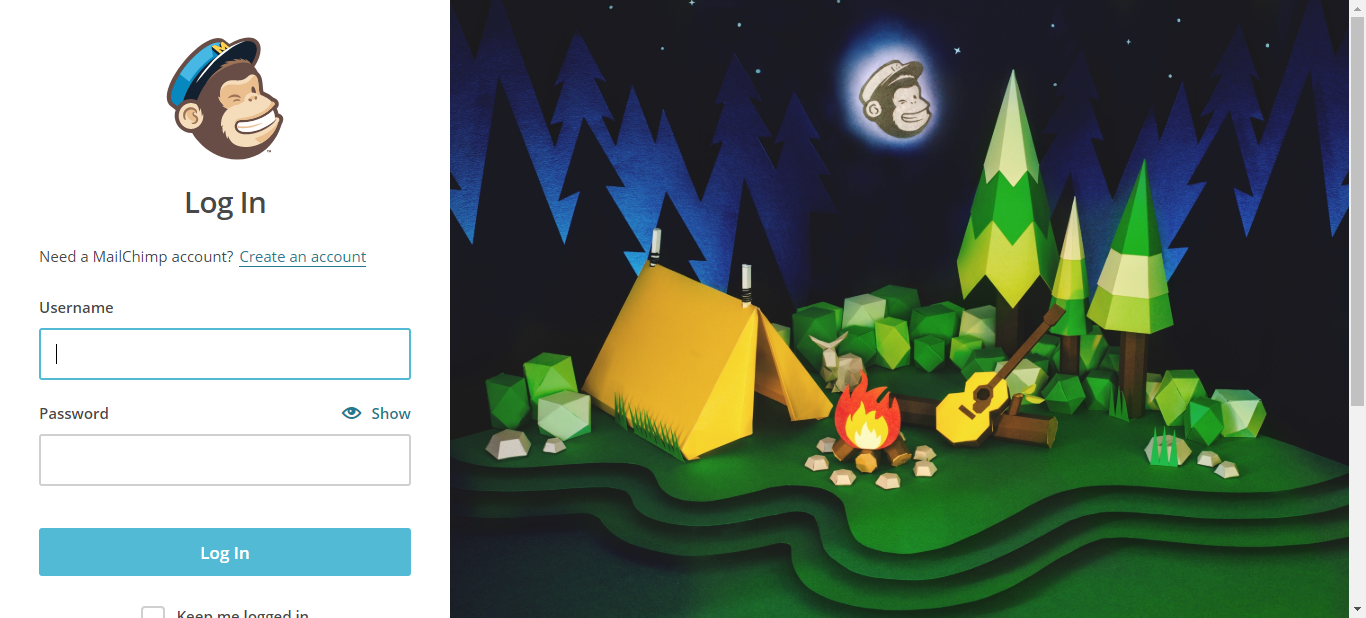 M
Log In
Need a MailChimp account? Create an account
Username
Password
Show
Log In
Keep me logged in